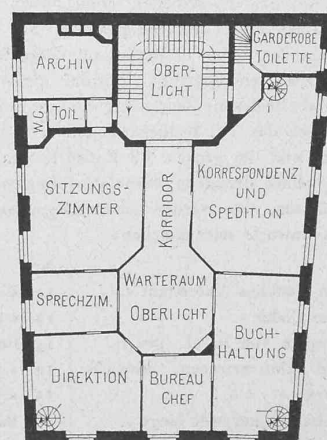 GARDEROBE
TOILETTE
ARCHIV
OBER-
LICHT
W.C.
TOIL.
SITZUNGS-
ZIMMER
KORRIDOR
KORRESPONDENZ
UND
SPEDITION
WARTERAUM
OBERLICHT
SPRECHZIM.
BUCH-
HALTUNG
DIREKTION
BUREAU
CHEF